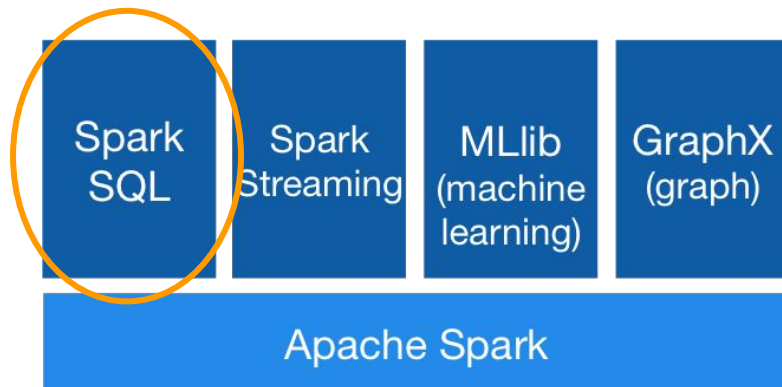 Spark
SQL
Spark
Streaming
MLlib
(machine
learning)
GraphX
(graph)
Apache Spark